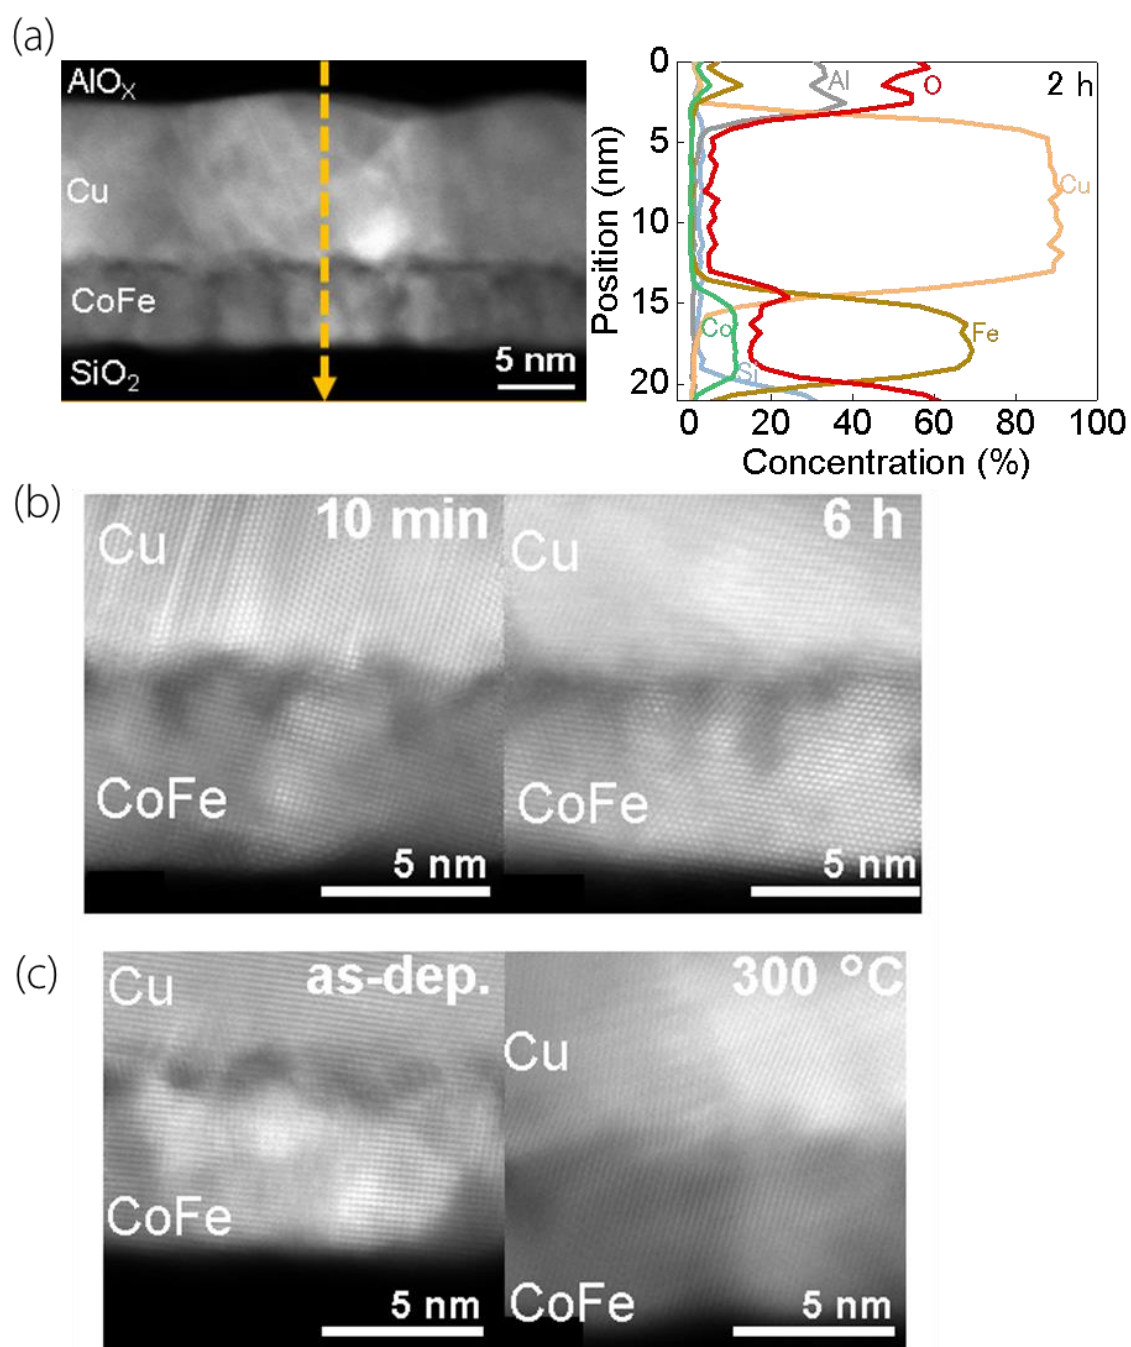 (a)
AlOX
Cu
CoFe
SiO2
5 nm
0
5
10
15
20
Position (nm)
Al
O
2 h
Cu
Co
Fe
Si
0
20
40
60
80
100
Concentration (%)
(b)
Cu
10 min
CoFe
5 nm
Cu
6 h
CoFe
5 nm
(c)
Cu
as-dep.
CoFe
5 nm
300 °C
Cu
CoFe
5 nm